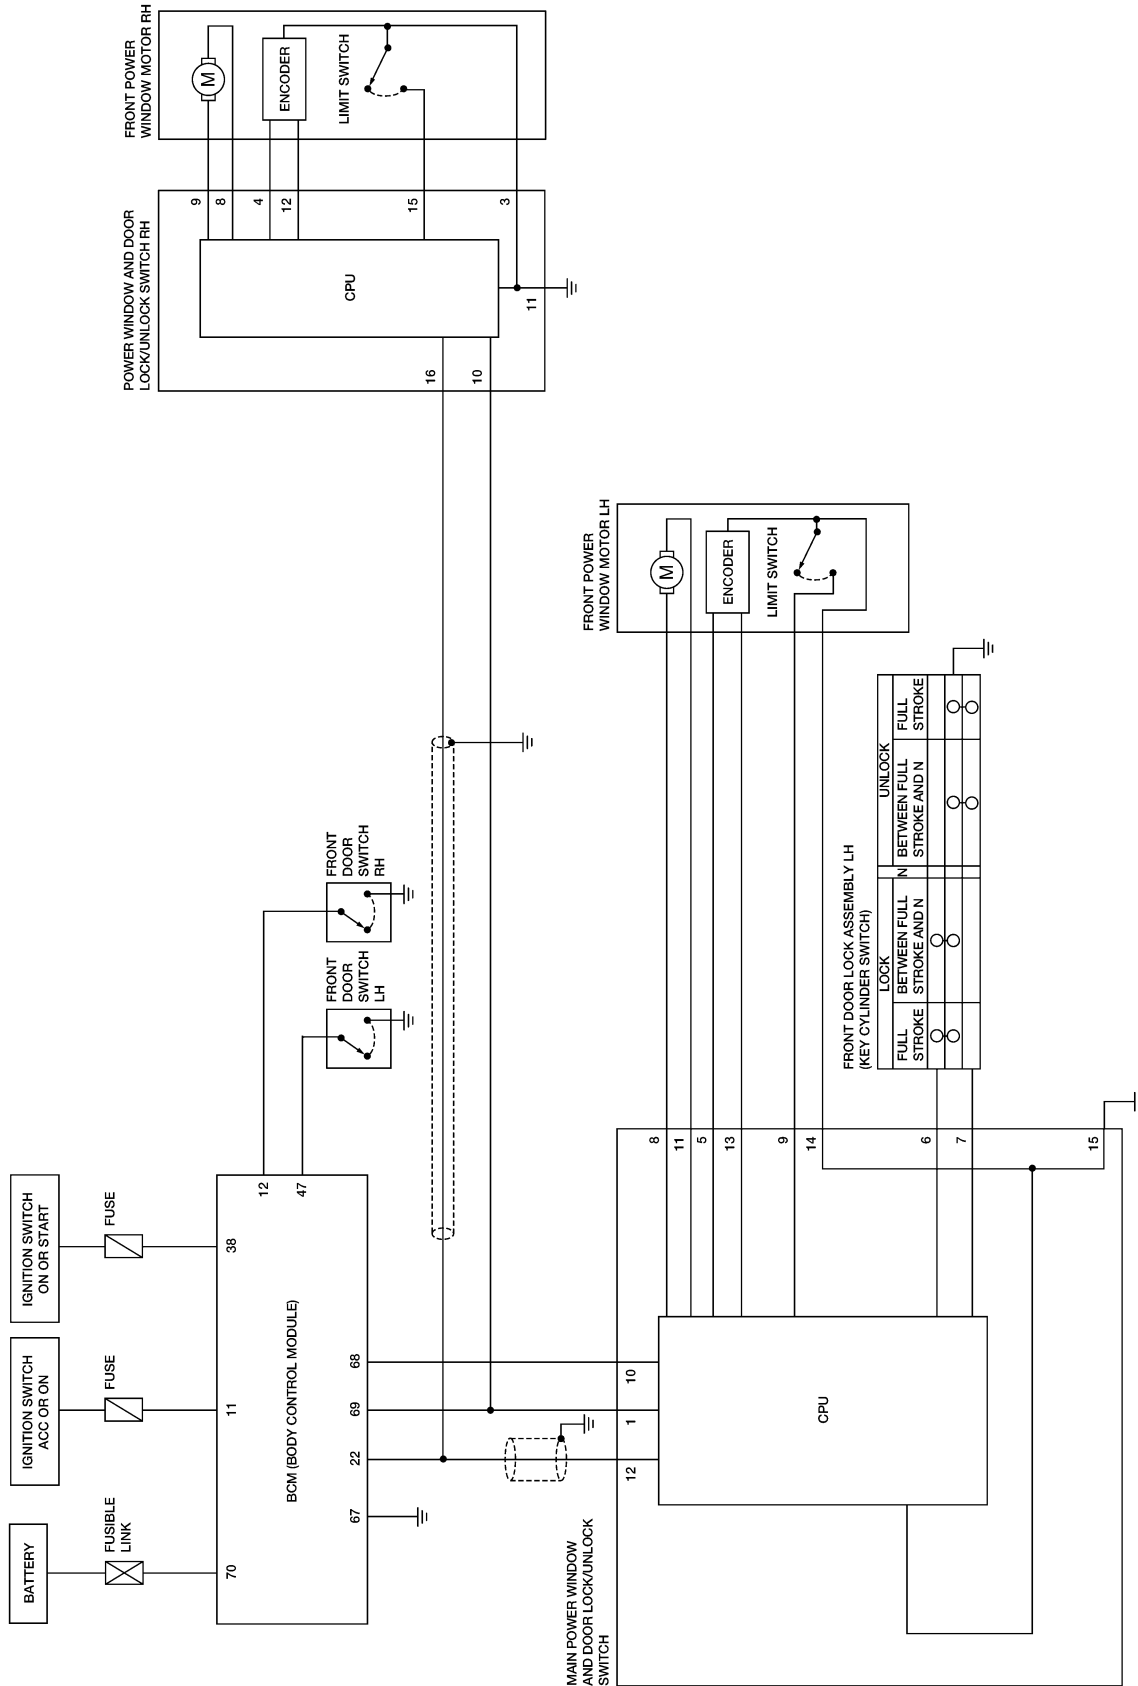 BATTERY
FUSIBLE
LINK
70
IGNITION SWITCH
ACC OR ON
FUSE
11
IGNITION SWITCH
ON OR START
FUSE
38
BCM (BODY CONTROL MODULE)
12
47
67
22
69
68
FRONT
DOOR
SWITCH
LH
FRONT
DOOR
SWITCH
RH
POWER WINDOW AND DOOR
LOCK/UNLOCK SWITCH RH
CPU
16
10
9
8
4
12
15
3
11
FRONT POWER
WINDOW MOTOR RH
M
ENCODER
LIMIT SWITCH
MAIN POWER WINDOW
AND DOOR LOCK/UNLOCK
SWITCH
12
1
10
CPU
8
11
5
13
9
14
6
7
15
FRONT POWER
WINDOW MOTOR LH
M
ENCODER
LIMIT SWITCH
FRONT DOOR LOCK ASSEMBLY LH
(KEY CYLINDER SWITCH)
LOCK
N
UNLOCK
FULL
STROKE
BETWEEN FULL
STROKE AND N
BETWEEN FULL
STROKE AND N
FULL
STROKE